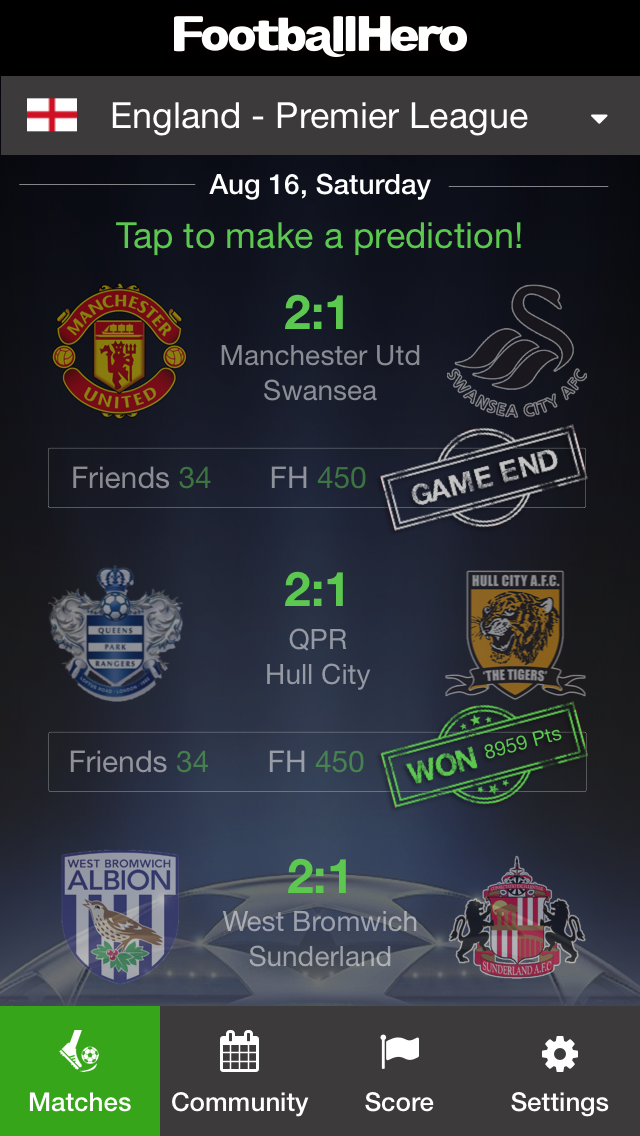 FootballHero
England - Premier League
Aug 16, Saturday
Tap to make a prediction!
MANCHESTER
UNITED
2:1
Manchester Utd
Swansea
SWANSEA CITY AFC
Friends 34
FH 450
GAME END
QUEENS
PARK
RANGERS
2:1
QPR
Hull City
HULL CITY A.F.C.
'THE TIGERS'
Friends 34
FH 450
WON 8959 Pts
WEST BROMWICH
ALBION
2:1
West Bromwich
Sunderland
SUNDERLAND A.F.C
Matches
Community
Score
Settings